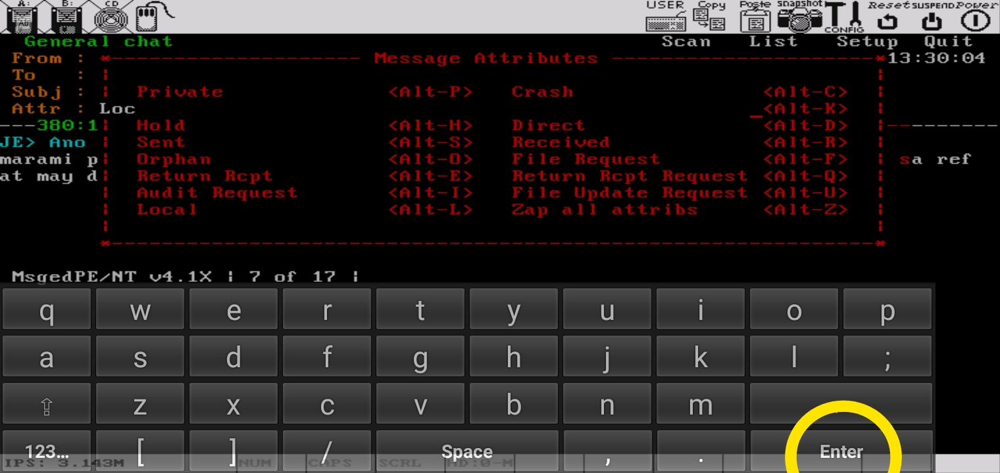 A: B: CD USER Copy Paste snapshot CONFIG Reset SUSPEND Power
General chat Scan List Setup Quit
From : *--------------------- Message Attributes ----------------------* 13:30:04
To : ¦ ¦
Subj : ¦ Private <Alt-P> Crash <Alt-C> ¦
Attr : Loc _<Alt-K>
---380:1¦ Hold <Alt-H> Direct <Alt-D> ¦---------
JE> Ano ¦ Sent <Alt-S> Received <Alt-R> ¦
marami p¦ Orphan <Alt-O> File Request <Alt-F> ¦ sa ref
at may d¦ Return Rcpt <Alt-E> Return Rcpt Request <Alt-Q> ¦
¦ Audit Request <Alt-I> File Update Request <Alt-U> ¦
¦ Local <Alt-L> Zap all attribs <Alt-Z> ¦
MsgedPE/NT v4.1X ¦ 7 of 17 ¦
q w e r t y u i o p
a s d f g h j k l ;
z x c v b n m
123... [ ] / Space , . Enter
IPS: 3.143M NUM CAPS SCRL HD:0-M